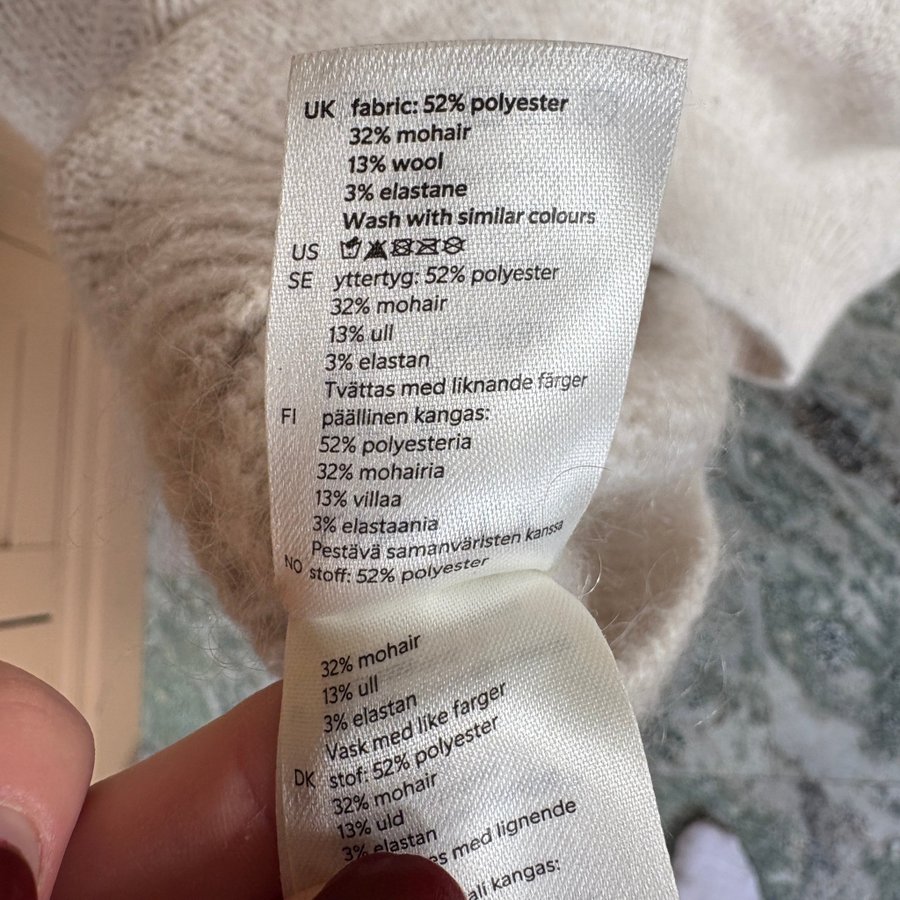 UK fabric: 52% polyester
32% mohair
13% wool
3% elastane
Wash with similar colours
US
SE yttertyg: 52% polyester
32% mohair
13% ull
3% elastan
Tvättas med liknande färger
FI päällinen kangas:
52% polyesteria
32% mohairia
13% villaa
3% elastaania
Pestävä samanväristen kanssa
NO stoff: 52% polyester
32% mohair
13% ull
3% elastan
Vask med like farger
DK stof: 52% polyester
32% mohair
13% uld
3% elastan
med lignende
kangas: